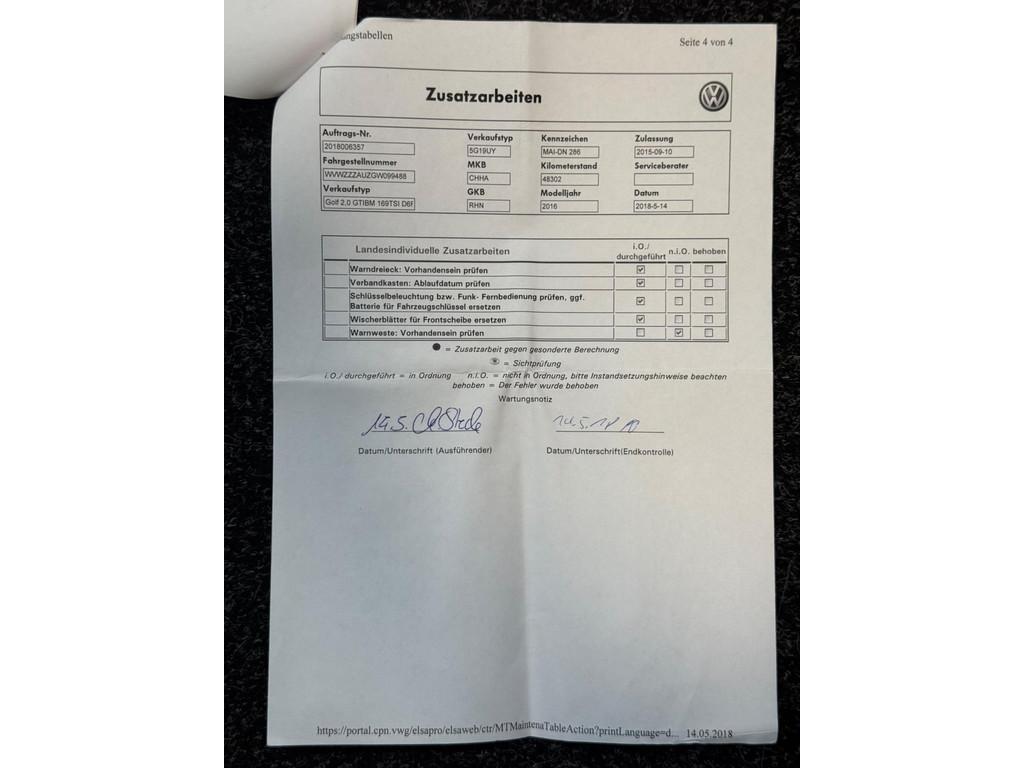 ngstabellen
Seite 4 von 4
Zusatzarbeiten
Auftrags-Nr. Verkaufstyp Kennzeichen Zulassung
2018006357 5G19UY MAI-DN 286 2015-09-10
Fahrgestellnummer MKB Kilometerstand Serviceberater
WVWZZZAUZGW099488 CHHA 48302
Verkaufstyp GKB Modelljahr Datum
Golf 2,0 GTIBM 169TSI D6F RHN 2016 2018-5-14
Landesindividuelle Zusatzarbeiten i.O./ durchgeführt n.i.O. behoben
Warndreieck: Vorhandensein prüfen
Verbandkasten: Ablaufdatum prüfen
Schlüsselbeleuchtung bzw. Funk- Fernbedienung prüfen, ggf.
Batterie für Fahrzeugschlüssel ersetzen
Wischerblätter für Frontscheibe ersetzen
Warnweste: Vorhandensein prüfen
= Zusatzarbeit gegen gesonderte Berechnung
= Sichtprüfung
i.O./ durchgeführt = in Ordnung n.i.O. = nicht in Ordnung, bitte Instandsetzungshinweise beachten
behoben = Der Fehler wurde behoben
Wartungsnotiz
14.5. 14.5.18
Datum/Unterschrift (Ausführender) Datum/Unterschrift(Endkontrolle)
https://portal.cpn.vwg/elsapro/elsaweb/ctr/MTMaintenaTableAction?printLanguage=d... 14.05.2018